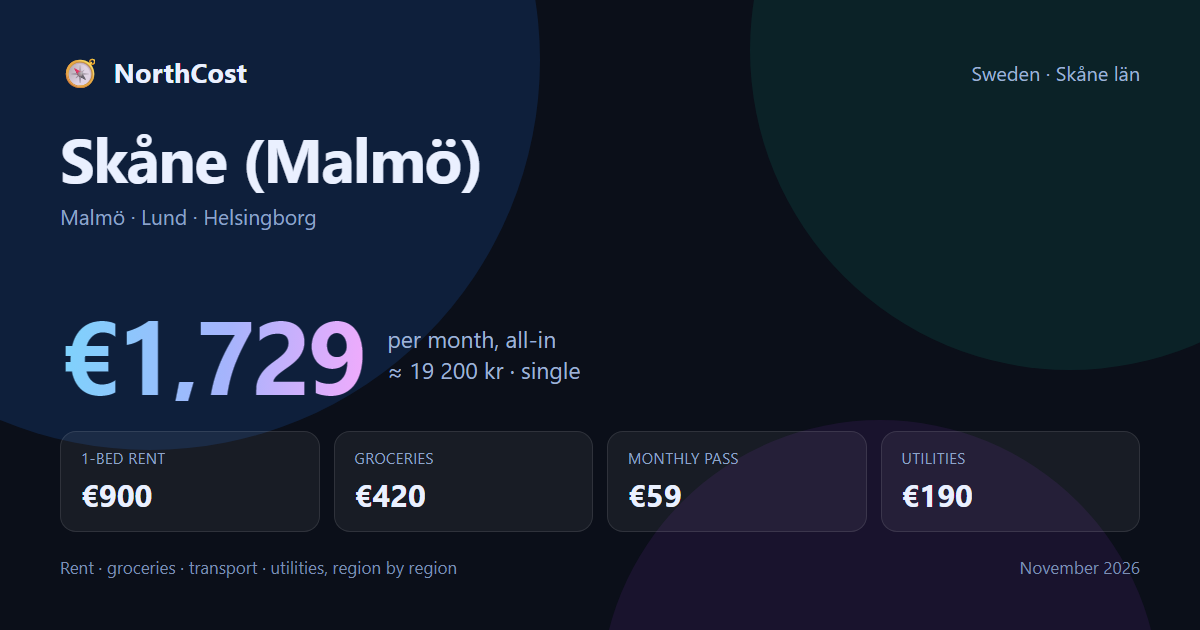 NorthCost
Sweden · Skåne län
Skåne (Malmö)
Malmö · Lund · Helsingborg
€1,729
per month, all-in
≈ 19 200 kr · single
1-BED RENT
€900
GROCERIES
€420
MONTHLY PASS
€59
UTILITIES
€190
Rent · groceries · transport · utilities, region by region
November 2026